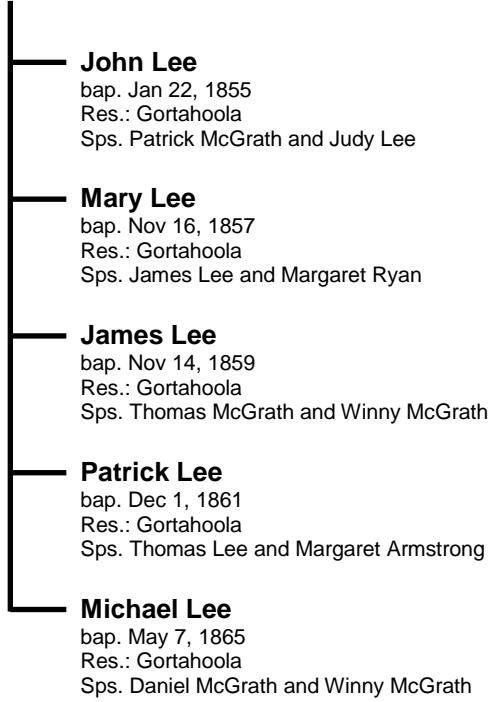 John Lee
bap. Jan 22, 1855
Res.: Gortahoola
Sps. Patrick McGrath and Judy Lee
Mary Lee
bap. Nov 16, 1857
Res.: Gortahoola
Sps. James Lee and Margaret Ryan
James Lee
bap. Nov 14, 1859
Res.: Gortahoola
Sps. Thomas McGrath and Winny McGrath
Patrick Lee
bap. Dec 1, 1861
Res.: Gortahoola
Sps. Thomas Lee and Margaret Armstrong
Michael Lee
bap. May 7, 1865
Res.: Gortahoola
Sps. Daniel McGrath and Winny McGrath